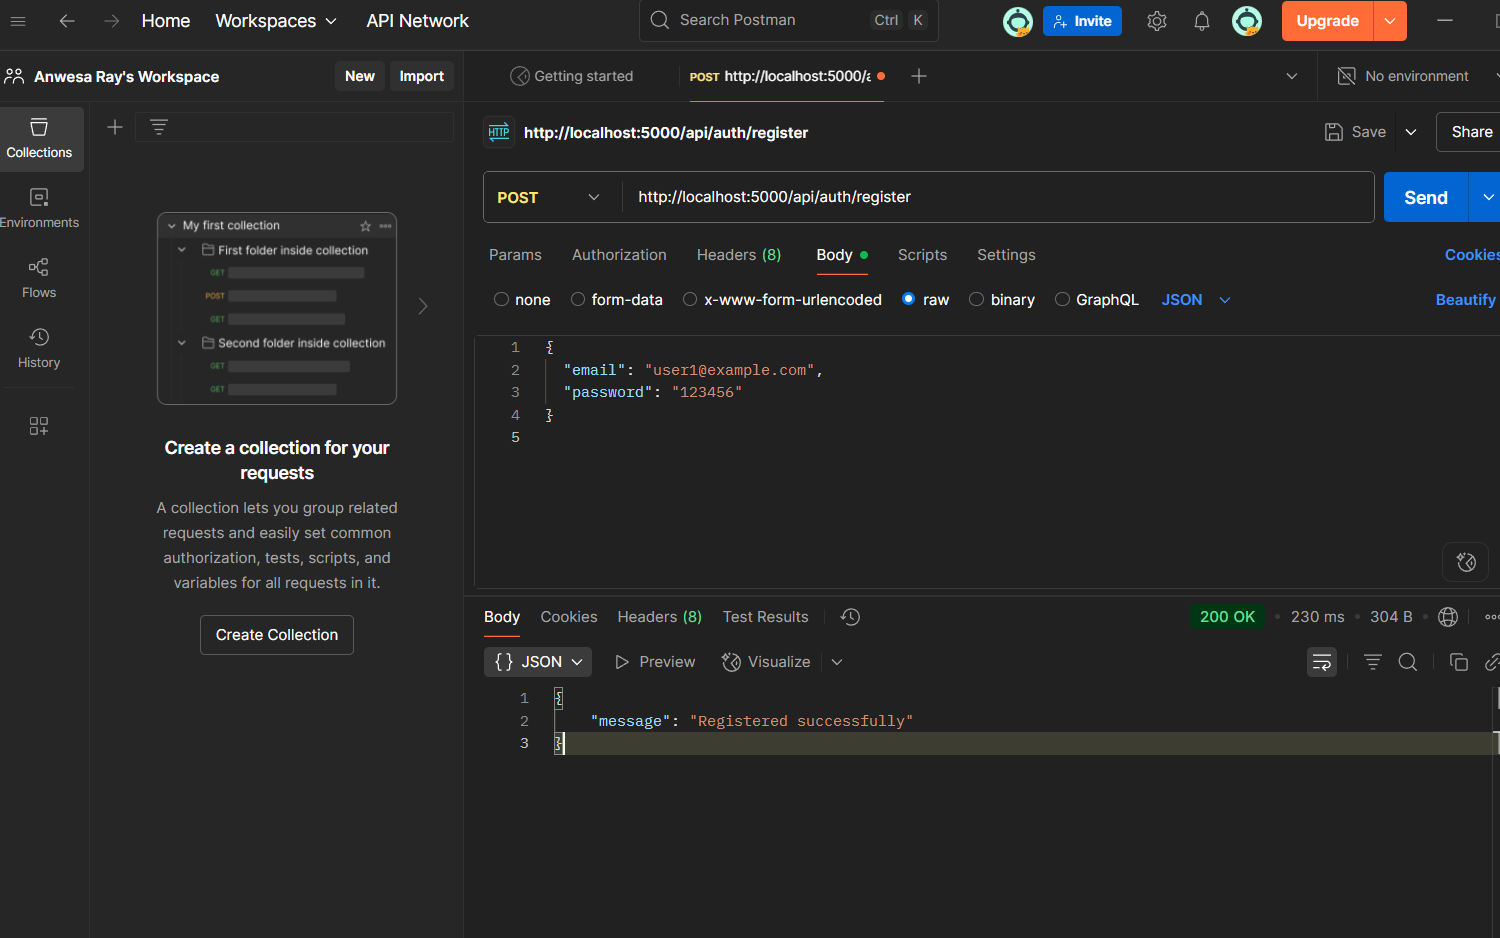 Home
Workspaces
API Network
Search Postman
Ctrl
K
Invite
Upgrade
Anwesa Ray's Workspace
New
Import
Getting started
POST http://localhost:5000/a
No environment
Collections
Environments
Flows
History
My first collection
First folder inside collection
GET
POST
GET
Second folder inside collection
GET
GET
Create a collection for your
requests
A collection lets you group related
requests and easily set common
authorization, tests, scripts, and
variables for all requests in it.
Create Collection
HTTP
http://localhost:5000/api/auth/register
Save
Share
POST
http://localhost:5000/api/auth/register
Send
Params
Authorization
Headers (8)
Body
Scripts
Settings
Cookies
none
form-data
x-www-form-urlencoded
raw
binary
GraphQL
JSON
Beautify
1 {
2 "email": "user1@example.com",
3 "password": "123456"
4 }
5
Body
Cookies
Headers (8)
Test Results
200 OK
230 ms
304 B
{} JSON
Preview
Visualize
1 {
2 "message": "Registered successfully"
3 }